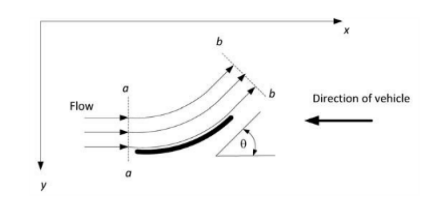 x
b
a
b
Flow
Direction of vehicle
θ
a
y